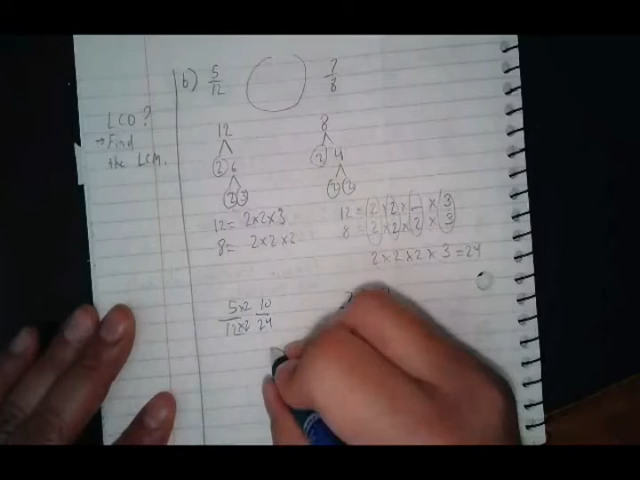 b) 5/12 7/8
LCD?
→ Find
the LCM.
12
2 6
2 3
8
2 4
2 2
12 = 2×2×3
8 = 2×2×2
12 = 2 × 2 × _ × 3
8 = 2 × 2 × 2 ×
2 × 2 × 2 × 3 = 24
5×2 10
12×2 24